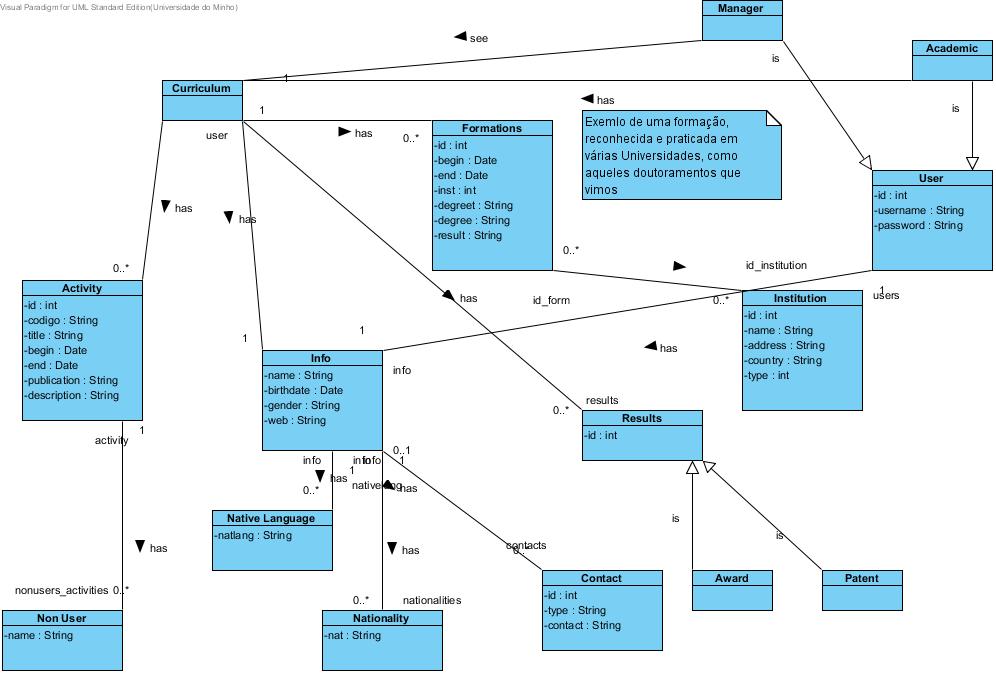 Visual Paradigm for UML Standard Edition(Universidade do Minho)
Manager
see
Academic
is
1
Curriculum
has
is
1
user
has
0..*
Formations
-id : int
-begin : Date
-end : Date
-inst : int
-degreet : String
-degree : String
-result : String
Exemlo de uma formação,
reconhecida e praticada em
várias Universidades, como
aqueles doutoramentos que
vimos
User
-id : int
-username : String
-password : String
has
has
0..*
0..*
id_institution
Activity
-id : int
-codigo : String
-title : String
-begin : Date
-end : Date
-publication : String
-description : String
has
id_form
0..*
1
users
Institution
-id : int
-name : String
-address : String
-country : String
-type : int
1
1
has
Info
-name : String
-birthdate : Date
-gender : String
-web : String
info
results
0..*
Results
-id : int
1
activity
0..1
info
info
1
1
has
0..*
has
Native Language
-natlang : String
is
is
has
has
contacts
0..*
Contact
-id : int
-type : String
-contact : String
Award
Patent
nonusers_activities
0..*
0..*
nationalities
Non User
-name : String
Nationality
-nat : String